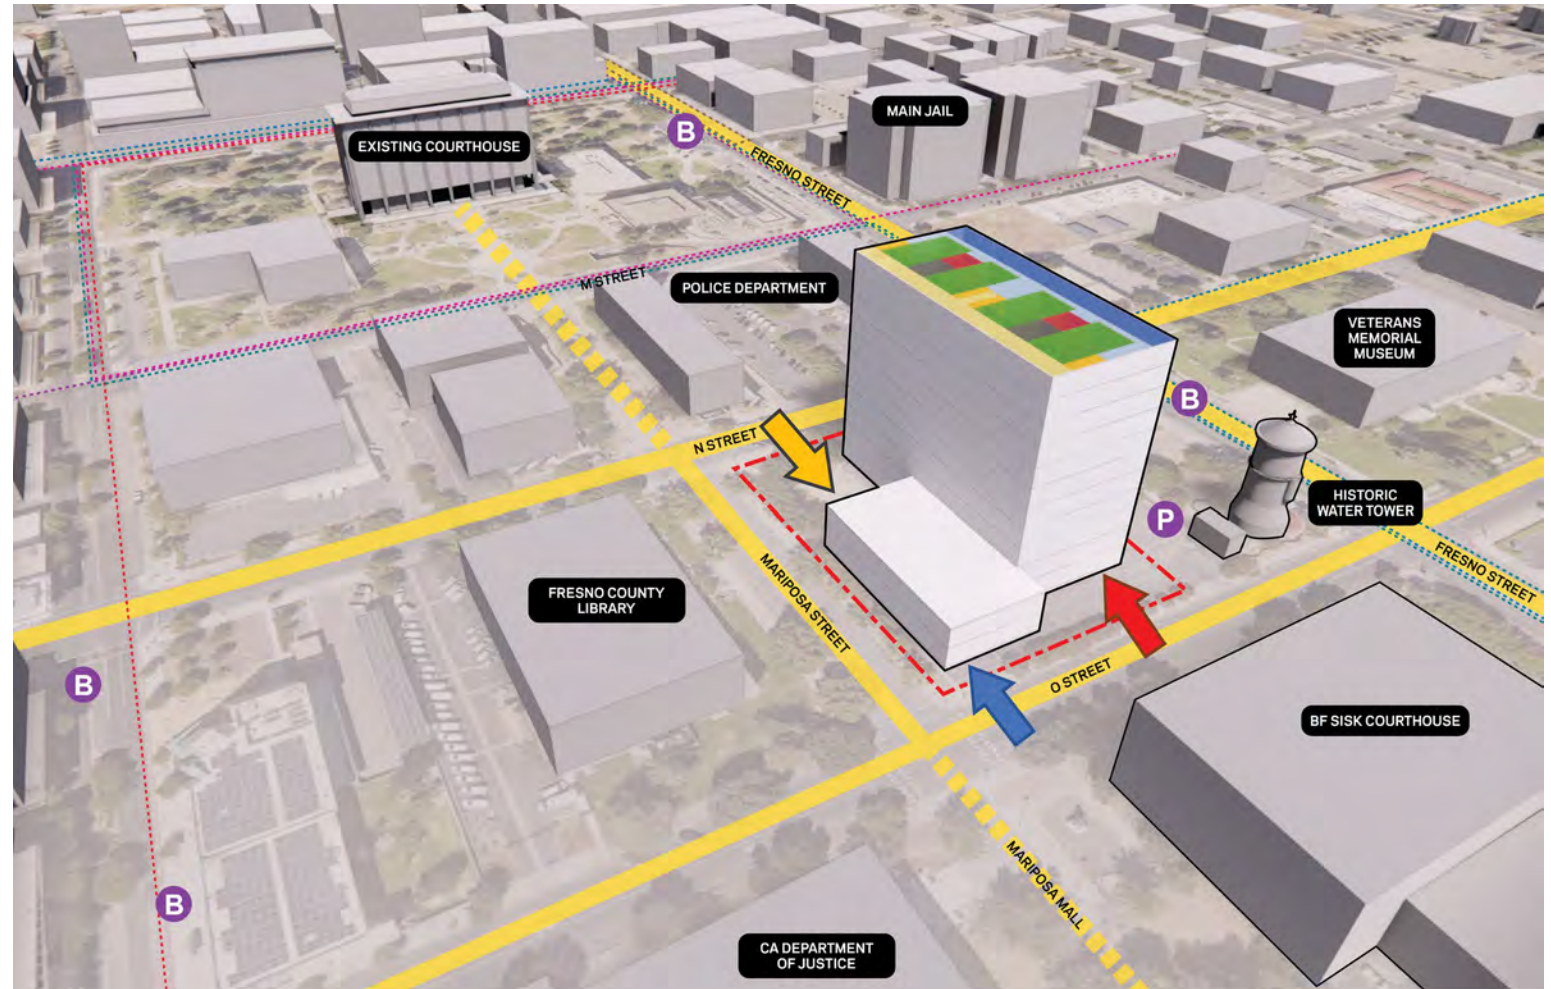 MAIN JAIL
B
EXISTING COURTHOUSE
FRESNO STREET
M STREET
POLICE DEPARTMENT
VETERANS
MEMORIAL
MUSEUM
B
N STREET
HISTORIC
WATER TOWER
P
FRESNO STREET
FRESNO COUNTY
LIBRARY
MARIPOSA STREET
O STREET
B
BF SISK COURTHOUSE
MARIPOSA MALL
B
CA DEPARTMENT
OF JUSTICE